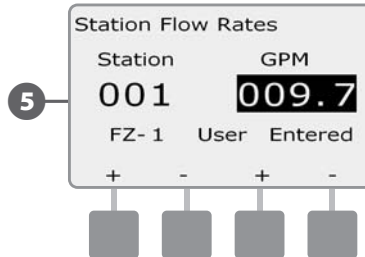 Station Flow Rates
Station GPM
5 001 009.7
FZ-1 User Entered
+ - + -